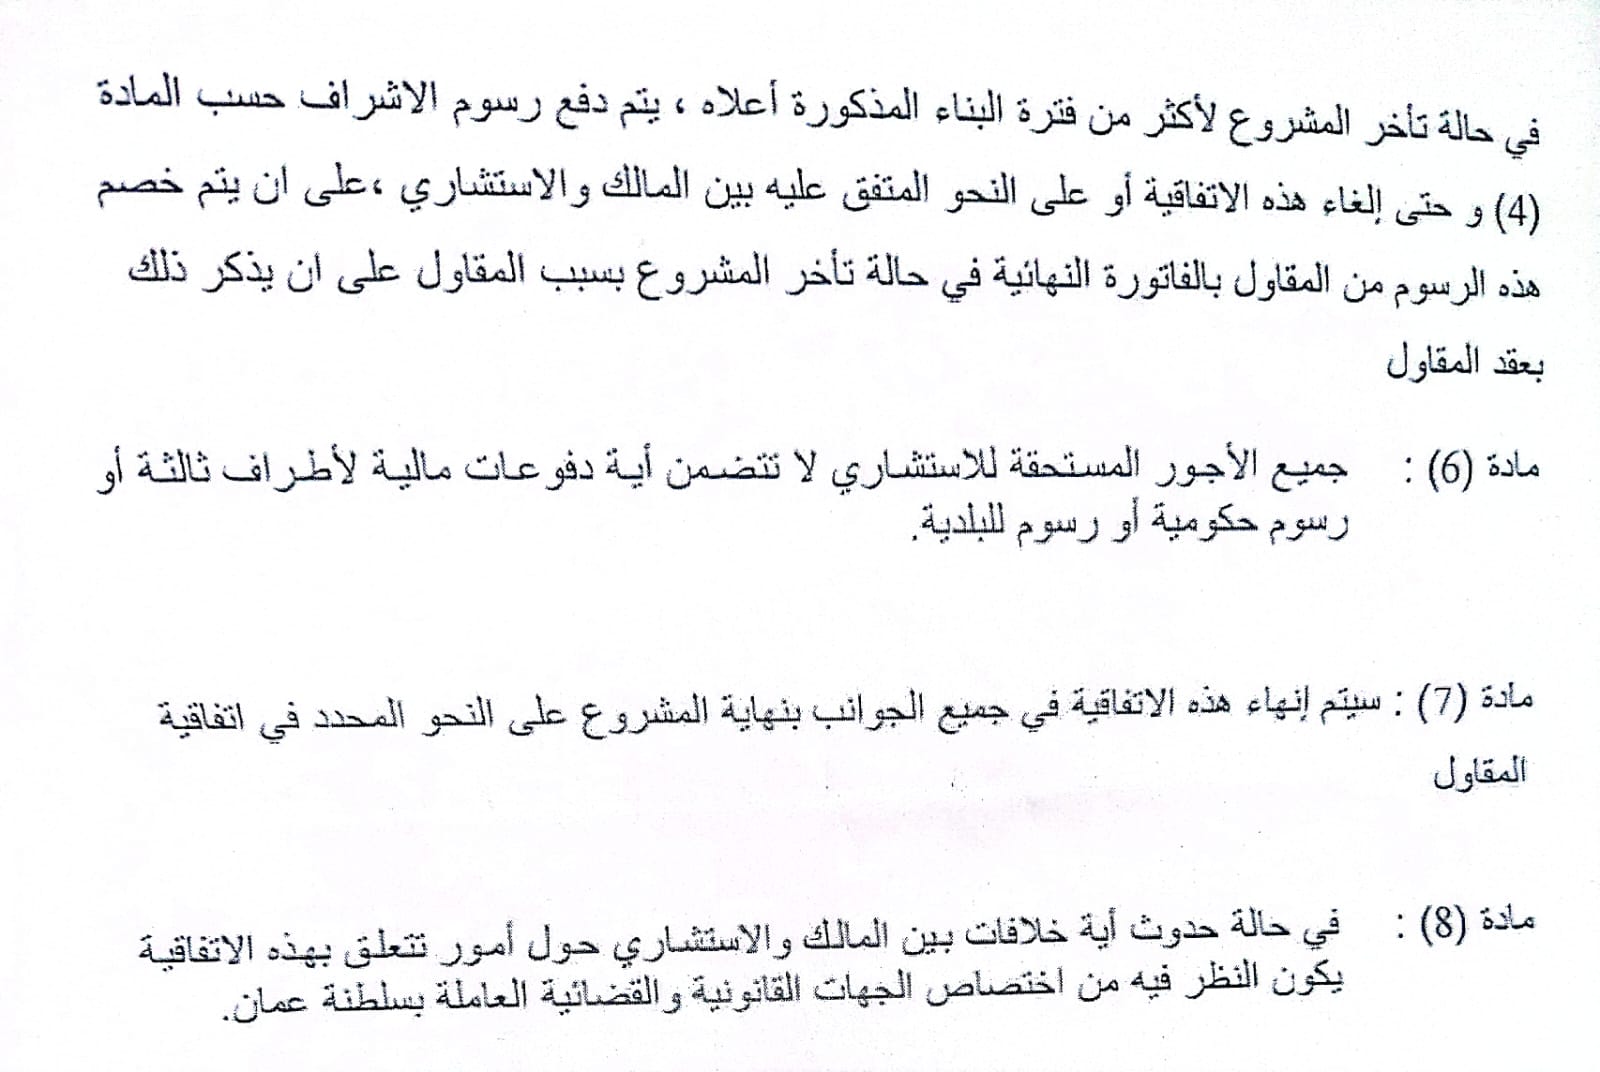 في حالة تأخر المشروع لأكثر من فترة البناء المذكورة أعلاه ، يتم دفع رسوم الاشراف حسب المادة
(4) و حتى إلغاء هذه الاتفاقية أو على النحو المتفق عليه بين المالك والاستشاري ،على ان يتم خصم
هذه الرسوم من المقاول بالفاتورة النهائية في حالة تأخر المشروع بسبب المقاول على ان يذكر ذلك
بعقد المقاول
مادة (6) : جميع الأجور المستحقة للاستشاري لا تتضمن أية دفوعات مالية لأطراف ثالثة أو
رسوم حكومية أو رسوم للبلدية.
مادة (7) : سيتم إنهاء هذه الاتفاقية في جميع الجوانب بنهاية المشروع على النحو المحدد في اتفاقية
المقاول
مادة (8) : في حالة حدوث أية خلافات بين المالك والاستشاري حول أمور تتعلق بهذه الاتفاقية
يكون النظر فيه من اختصاص الجهات القانونية والقضائية العاملة بسلطنة عمان.